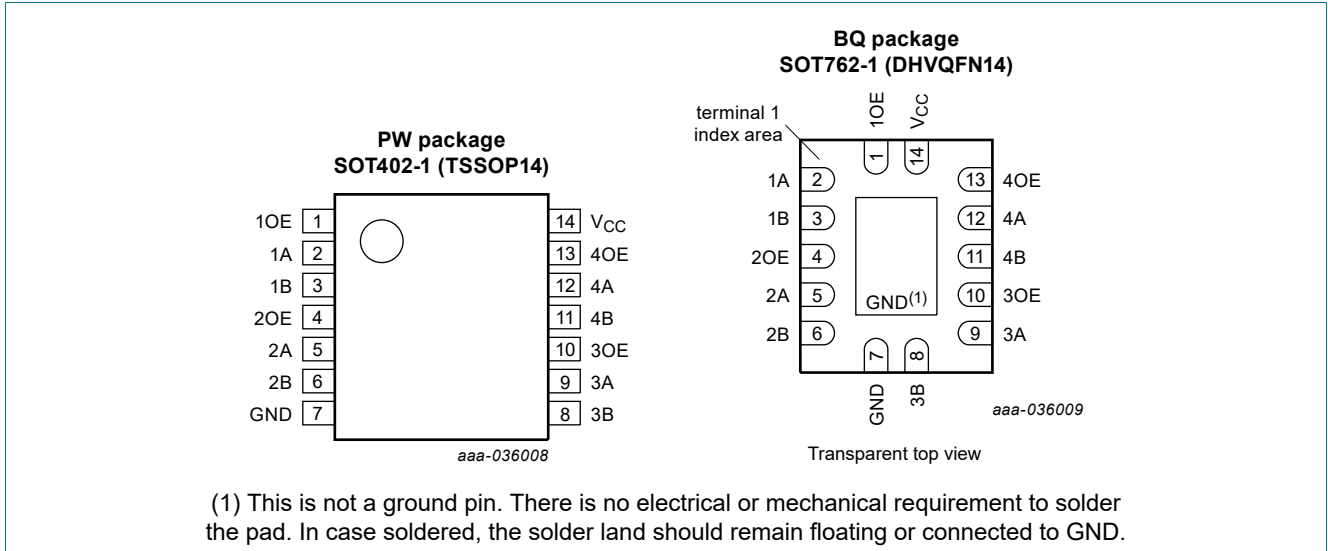 PW package
SOT402-1 (TSSOP14)
1OE 1
1A 2
1B 3
2OE 4
2A 5
2B 6
GND 7
14 VCC
13 4OE
12 4A
11 4B
10 3OE
9 3A
8 3B
aaa-036008
BQ package
SOT762-1 (DHVQFN14)
terminal 1
index area
1OE
VCC
1
14
1A 2
1B 3
2OE 4
2A 5
2B 6
13 4OE
12 4A
11 4B
10 3OE
9 3A
GND(1)
7
8
GND
3B
aaa-036009
Transparent top view
(1) This is not a ground pin. There is no electrical or mechanical requirement to solder
the pad. In case soldered, the solder land should remain floating or connected to GND.